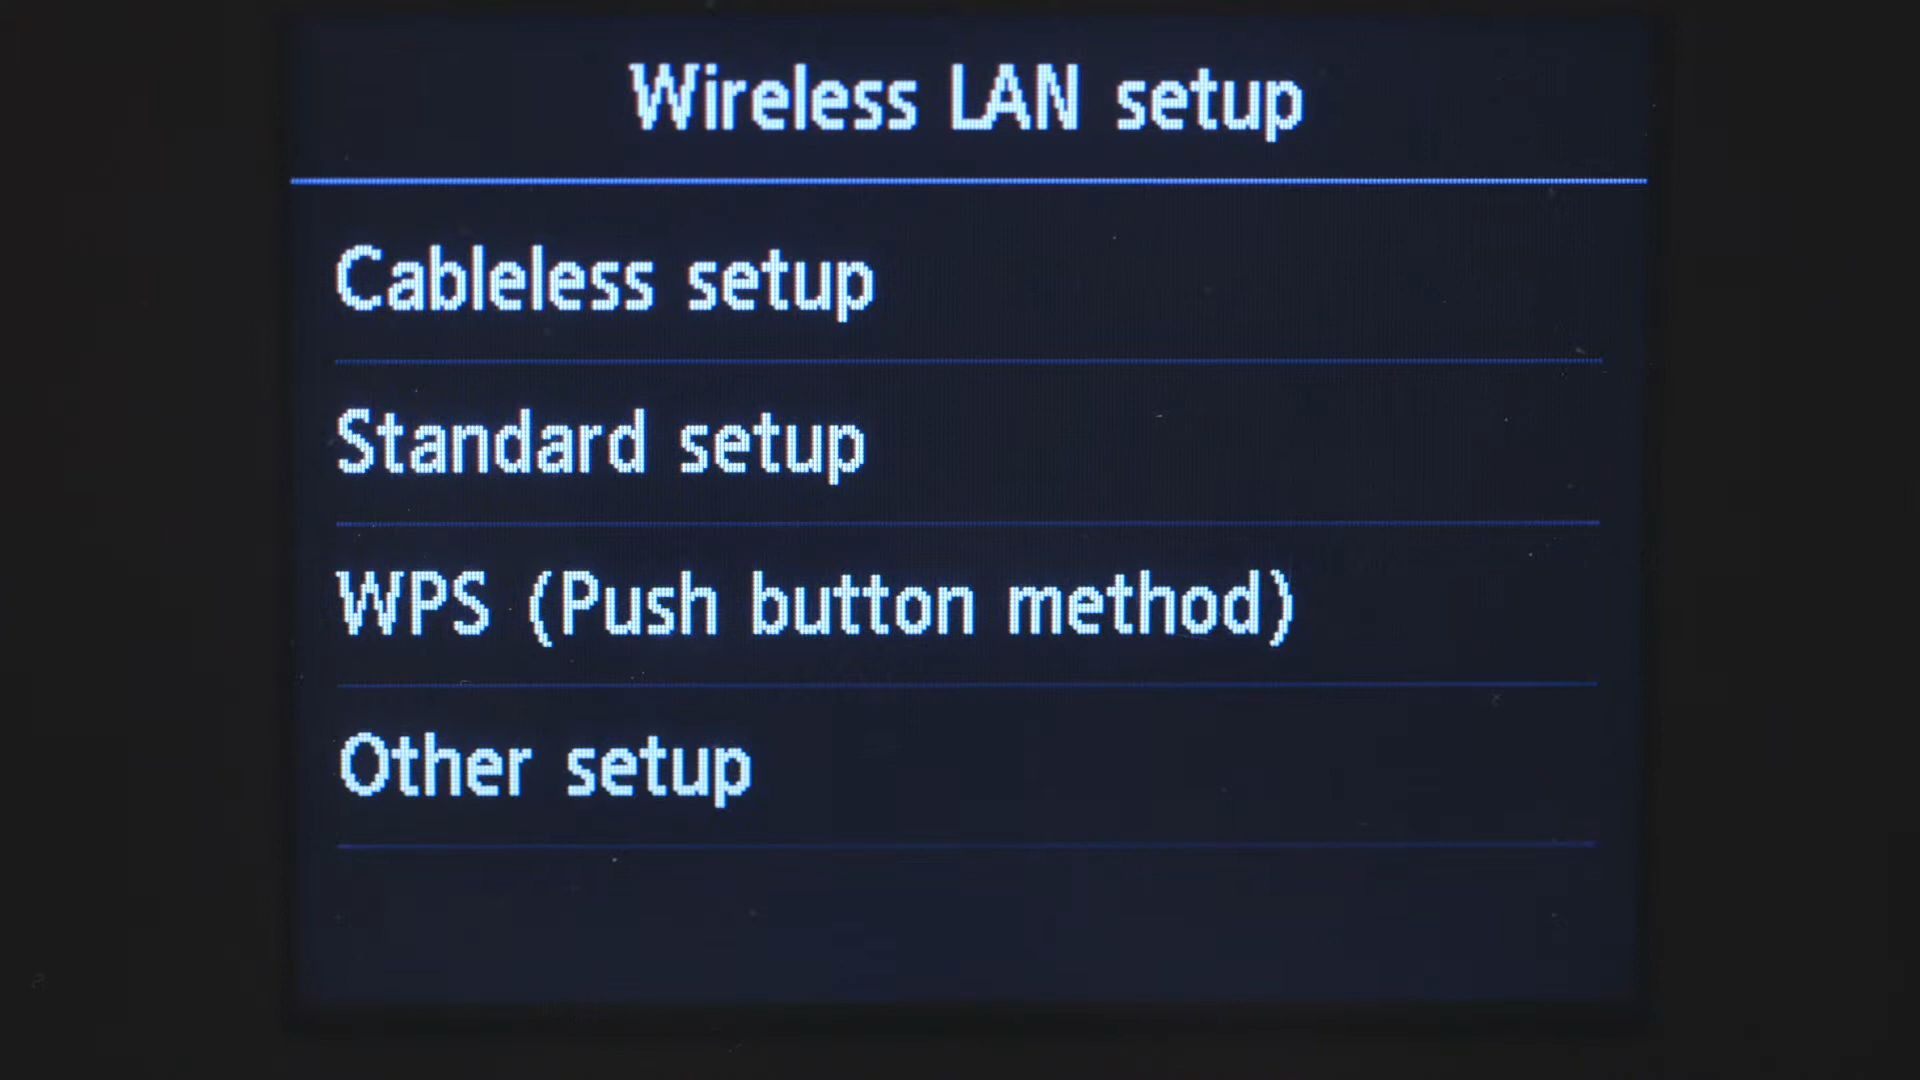 Wireless LAN setup
Cableless setup
Standard setup
WPS (Push button method)
Other setup